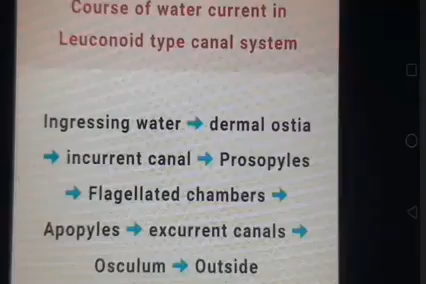 Course of water current in
Leuconoid type canal system
Ingressing water ➔ dermal ostia
➔ incurrent canal ➔ Prosopyles
➔ Flagellated chambers ➔
Apopyles ➔ excurrent canals ➔
Osculum ➔ Outside